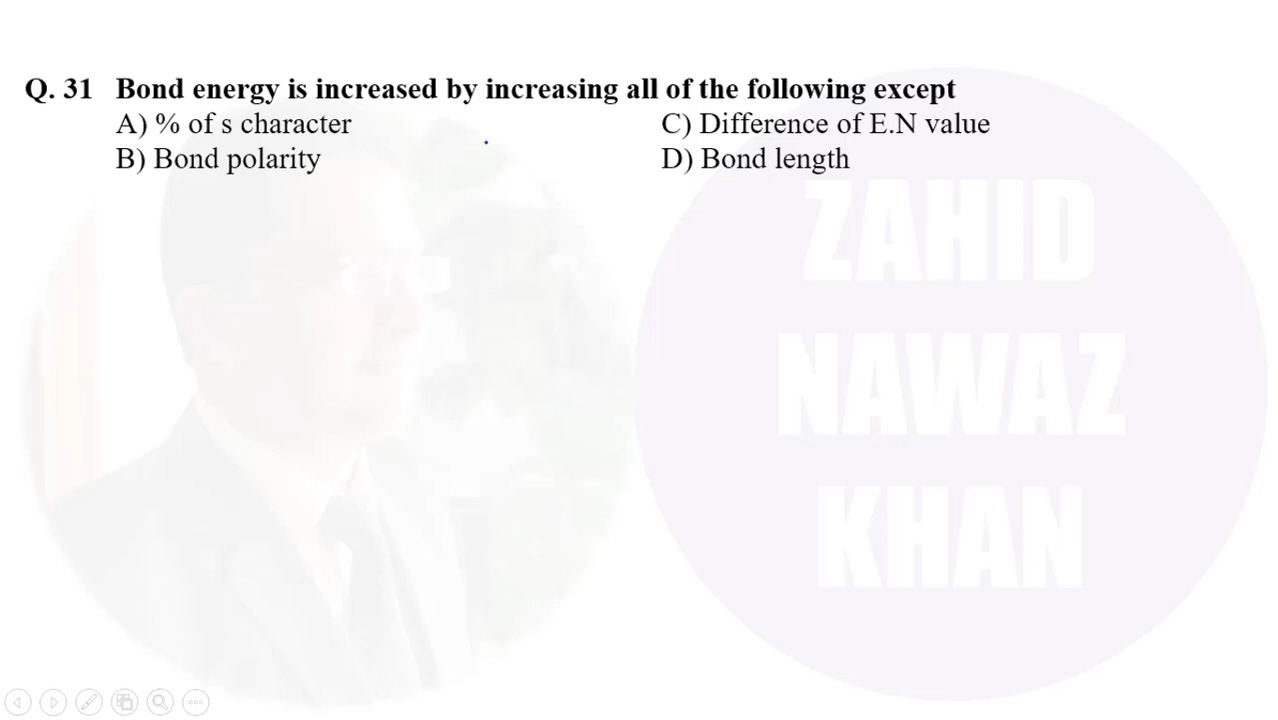 Q. 31 Bond energy is increased by increasing all of the following except
A) % of s character
C) Difference of E.N value
B) Bond polarity
D) Bond length
ZAHID
NAWAZ
KHAN